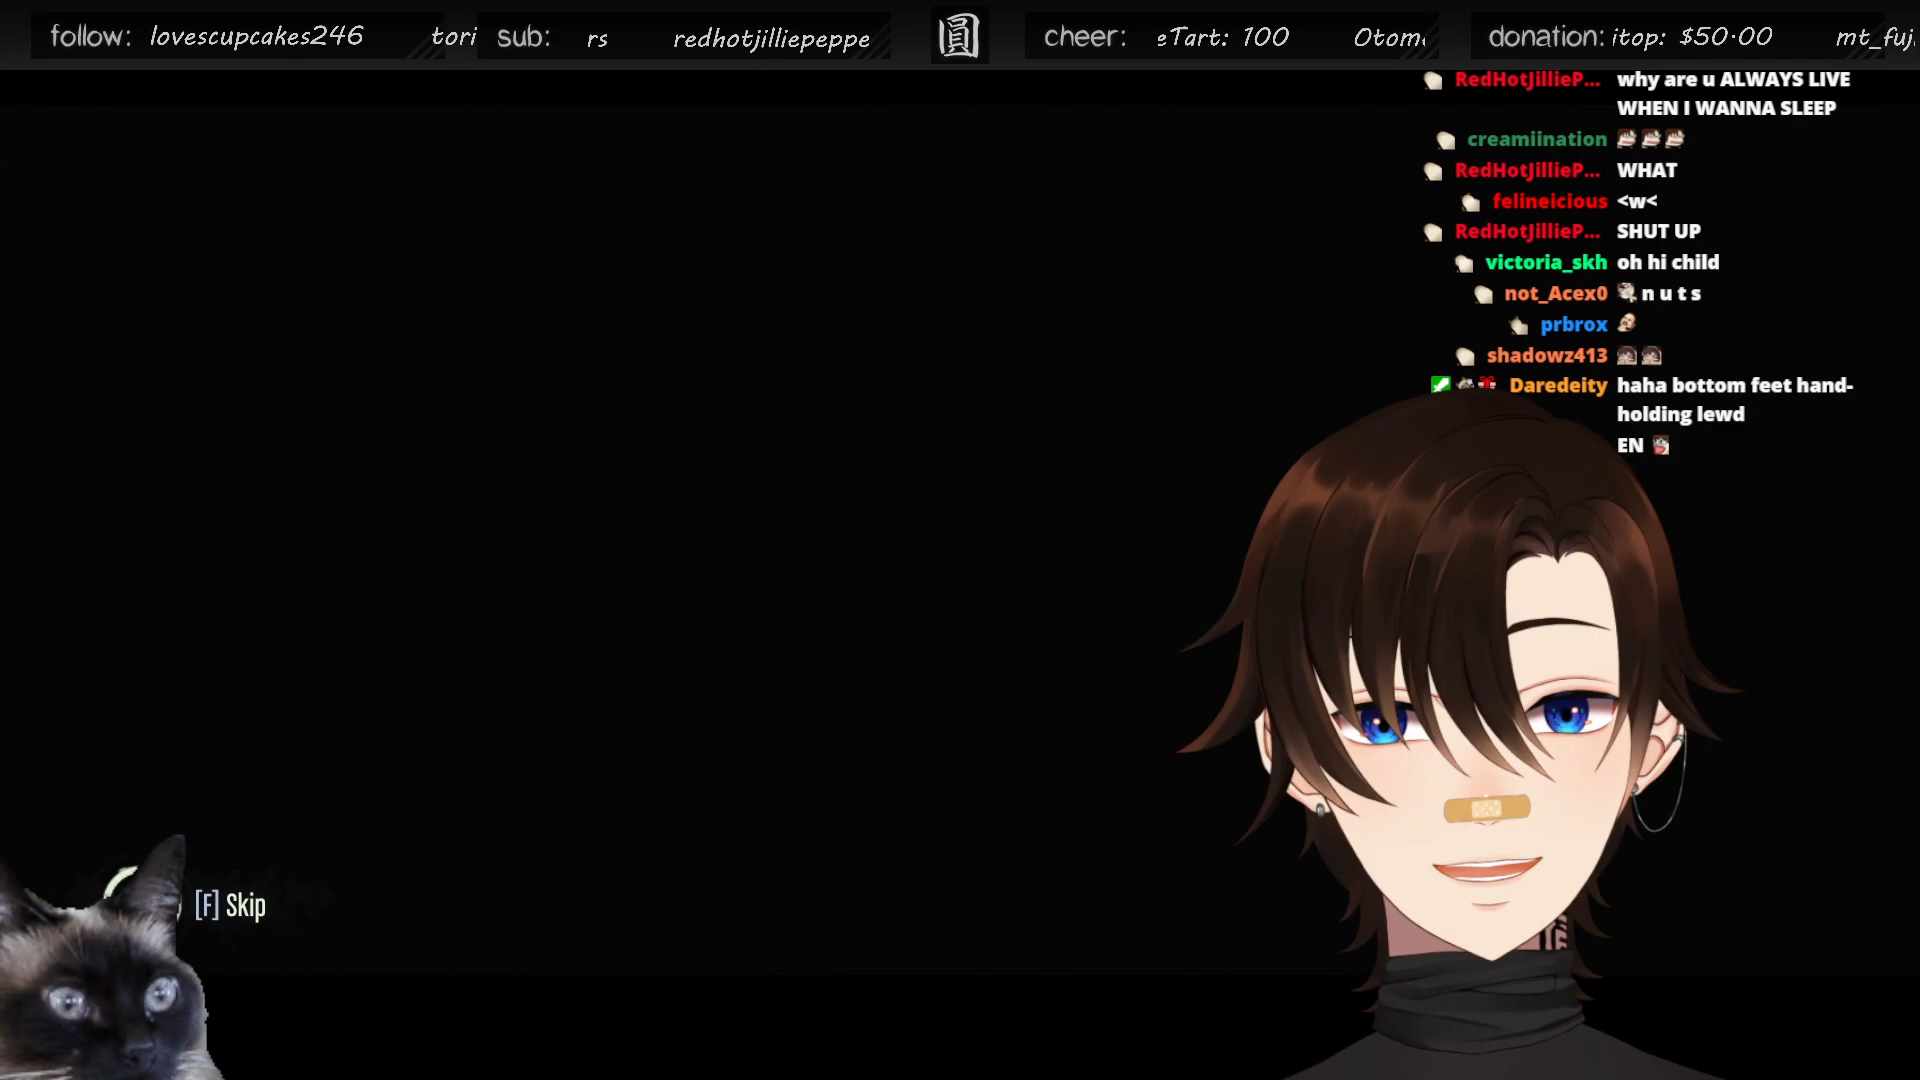 follow: lovescupcakes246 tori sub: rs redhotjilliepeppe 圓 cheer: eTart: 100 Otom donation: itop: $50.00 mt_fuj
RedHotJillieP... why are u ALWAYS LIVE
WHEN I WANNA SLEEP
creamiination
RedHotJillieP... WHAT
felineicious <w<
RedHotJillieP... SHUT UP
victoria_skh oh hi child
not_Acex0 n u t s
prbrox
shadowz413
Daredeity haha bottom feet hand-
holding lewd
EN
[F] Skip